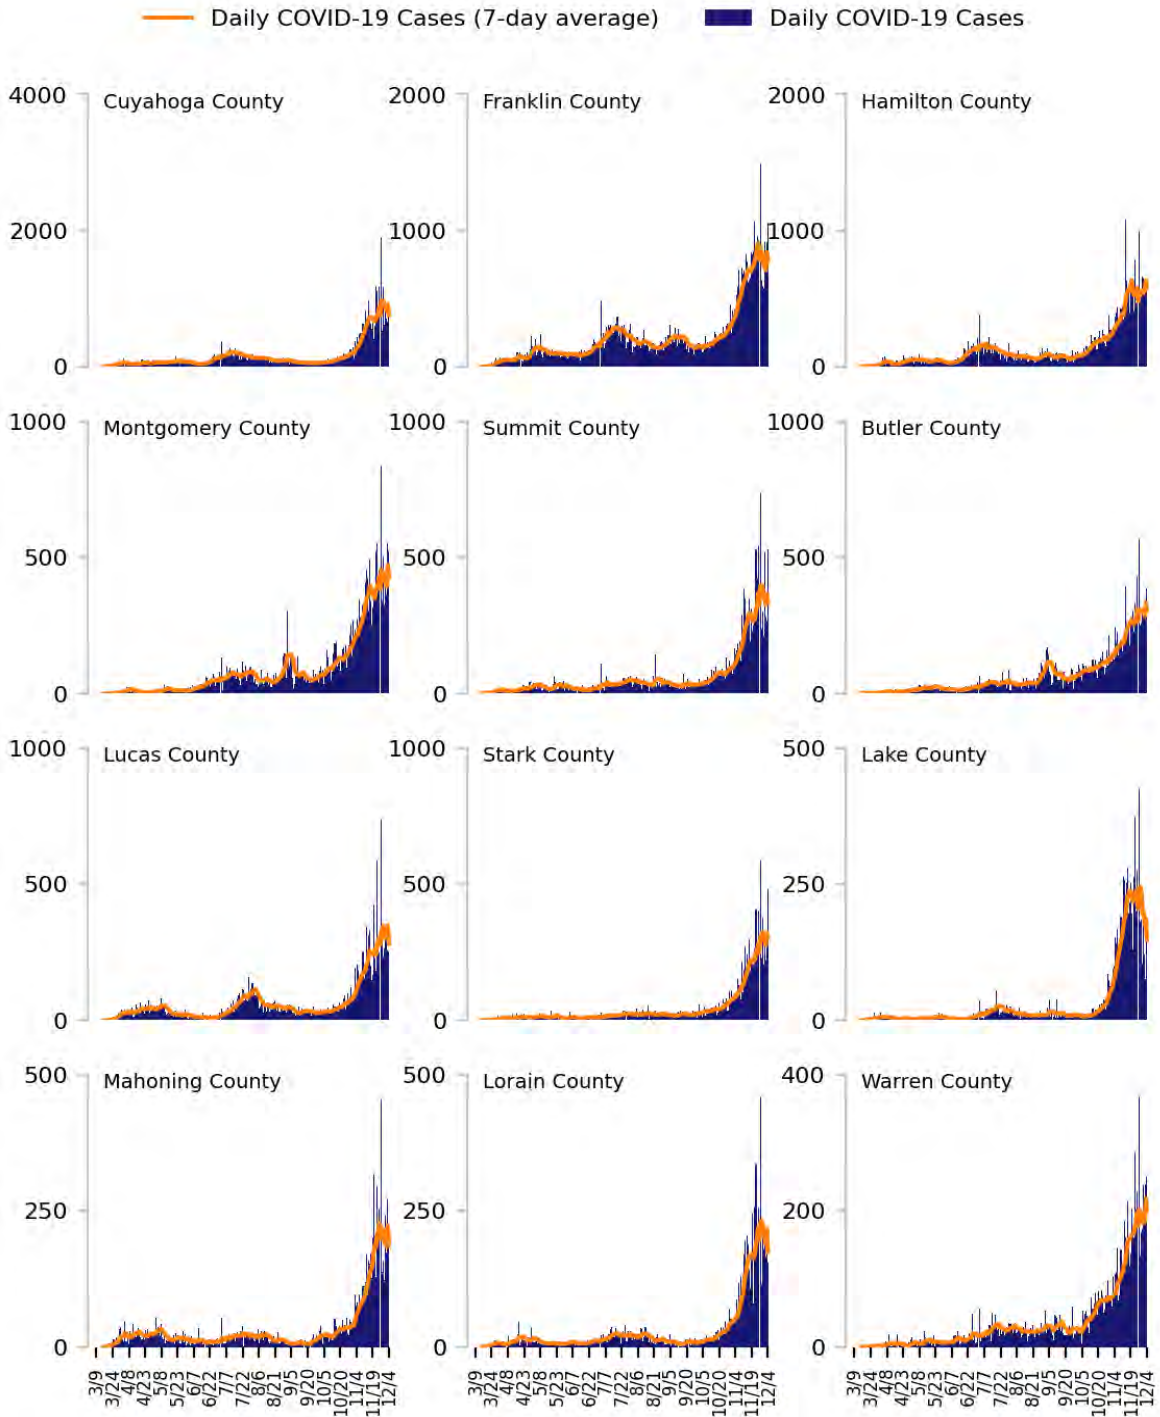 Daily COVID-19 Cases (7-day average) Daily COVID-19 Cases
4000 Cuyahoga County 2000 Franklin County 2000 Hamilton County
2000 1000 1000
0 0 0
1000 Montgomery County 1000 Summit County 1000 Butler County
500 500 500
0 0 0
1000 Lucas County 1000 Stark County 500 Lake County
500 500 250
0 0 0
500 Mahoning County 500 Lorain County 400 Warren County
250 250 200
0 0 0
3/9 3/24 4/8 4/23 5/8 5/23 6/7 6/22 7/7 7/22 8/6 8/21 9/5 9/20 10/5 10/20 11/4 11/19 12/4 3/9 3/24 4/8 4/23 5/8 5/23 6/7 6/22 7/7 7/22 8/6 8/21 9/5 9/20 10/5 10/20 11/4 11/19 12/4 3/9 3/24 4/8 4/23 5/8 5/23 6/7 6/22 7/7 7/22 8/6 8/21 9/5 9/20 10/5 10/20 11/4 11/19 12/4